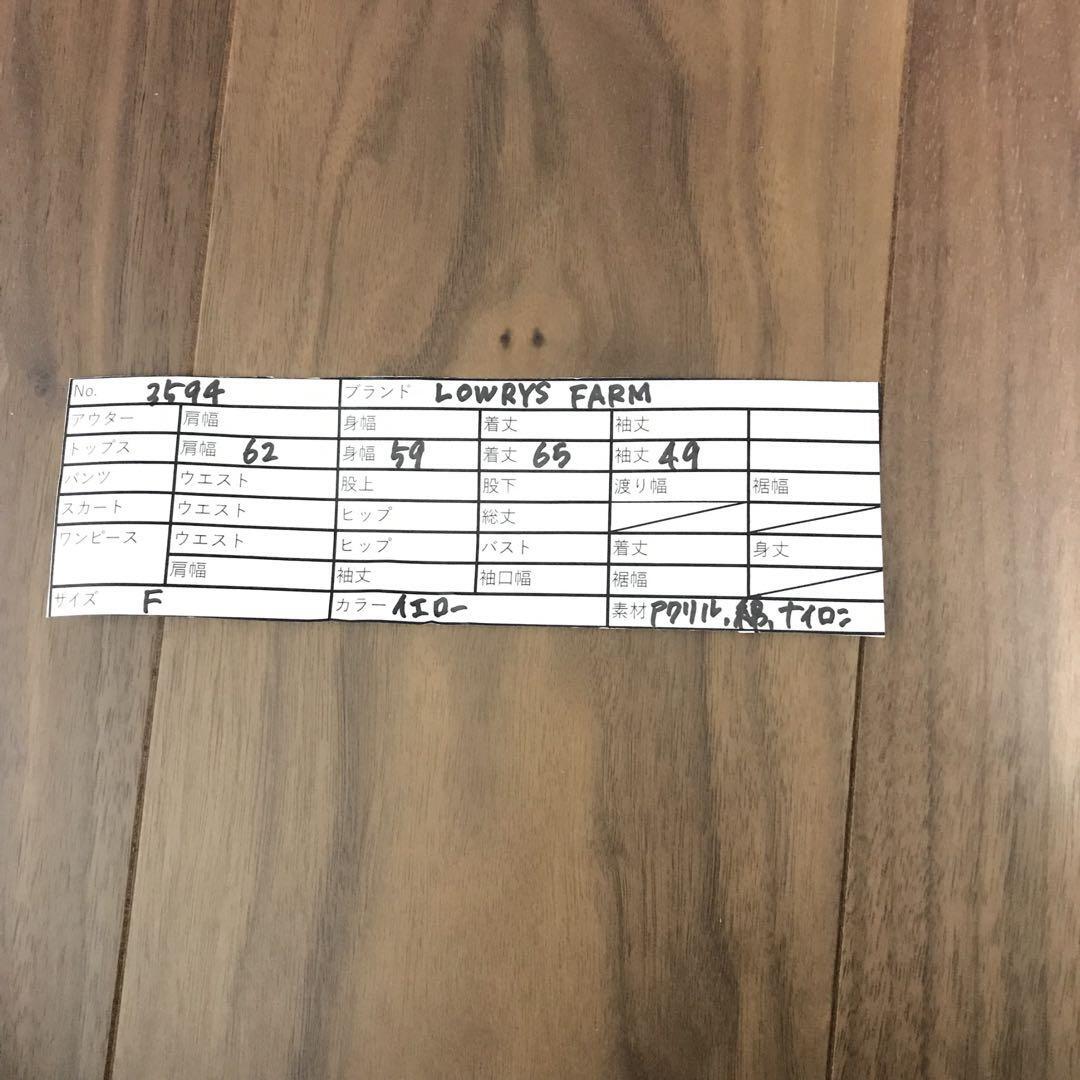 No. 3594 ブランド LOWRYS FARM
アウター 肩幅 身幅 着丈 袖丈
トップス 肩幅 62 身幅 59 着丈 65 袖丈 49
パンツ ウエスト 股上 股下 渡り幅 裾幅
スカート ウエスト ヒップ 総丈
ワンピース ウエスト ヒップ バスト 着丈 身丈
肩幅 袖丈 袖口幅 裾幅
サイズ F カラー イエロー 素材 アクリル、綿、ナイロン